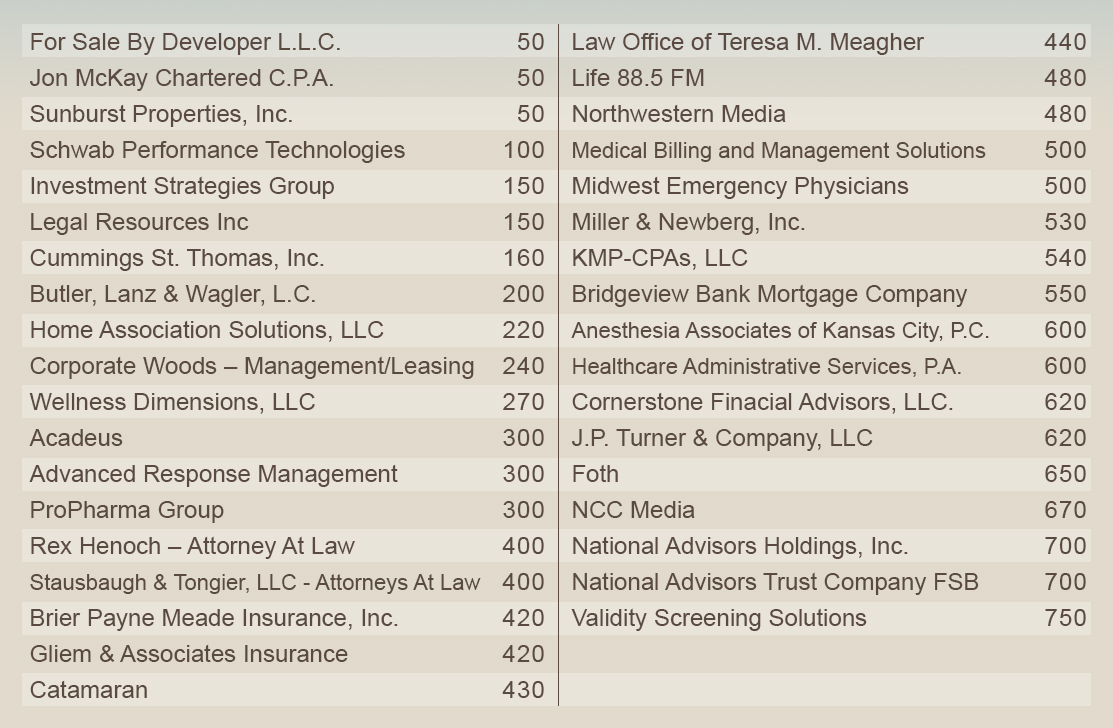 For Sale By Developer L.L.C. 50
Jon McKay Chartered C.P.A. 50
Sunburst Properties, Inc. 50
Schwab Performance Technologies 100
Investment Strategies Group 150
Legal Resources Inc 150
Cummings St. Thomas, Inc. 160
Butler, Lanz & Wagler, L.C. 200
Home Association Solutions, LLC 220
Corporate Woods – Management/Leasing 240
Wellness Dimensions, LLC 270
Acadeus 300
Advanced Response Management 300
ProPharma Group 300
Rex Henoch – Attorney At Law 400
Stausbaugh & Tongier, LLC - Attorneys At Law 400
Brier Payne Meade Insurance, Inc. 420
Gliem & Associates Insurance 420
Catamaran 430
Law Office of Teresa M. Meagher 440
Life 88.5 FM 480
Northwestern Media 480
Medical Billing and Management Solutions 500
Midwest Emergency Physicians 500
Miller & Newberg, Inc. 530
KMP-CPAs, LLC 540
Bridgeview Bank Mortgage Company 550
Anesthesia Associates of Kansas City, P.C. 600
Healthcare Administrative Services, P.A. 600
Cornerstone Finacial Advisors, LLC. 620
J.P. Turner & Company, LLC 620
Foth 650
NCC Media 670
National Advisors Holdings, Inc. 700
National Advisors Trust Company FSB 700
Validity Screening Solutions 750